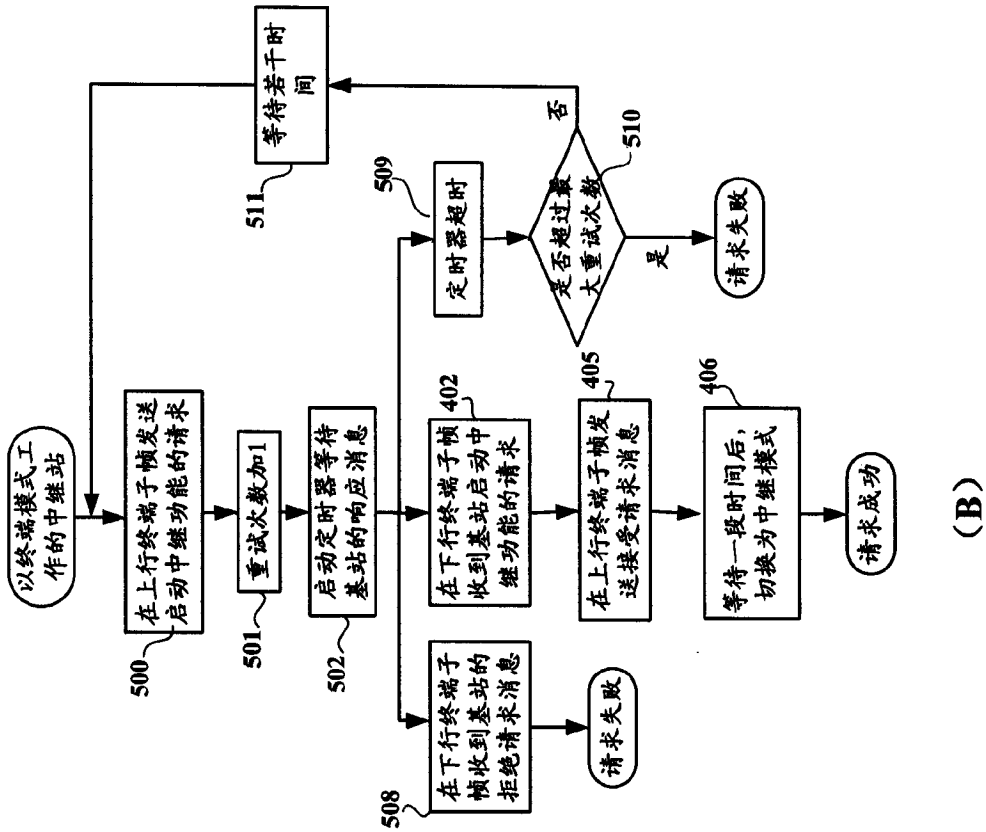 以终端模式工
作的中继站
在上行终端子帧发送
启动中继功能的请求
500
重试次数加1
501
启动定时器等待
基站的响应消息
502
在下行终端子
帧收到基站的
拒绝请求消息
508
请求失败
在下行终端子帧
收到基站启动中
继功能的请求
402
在上行终端子帧发
送接受请求消息
405
等待一段时间后，
切换为中继模式
406
请求成功
定时器超时
509
是否超过最
大重试次数
510
是
请求失败
否
等待若干时
间
511
(B)